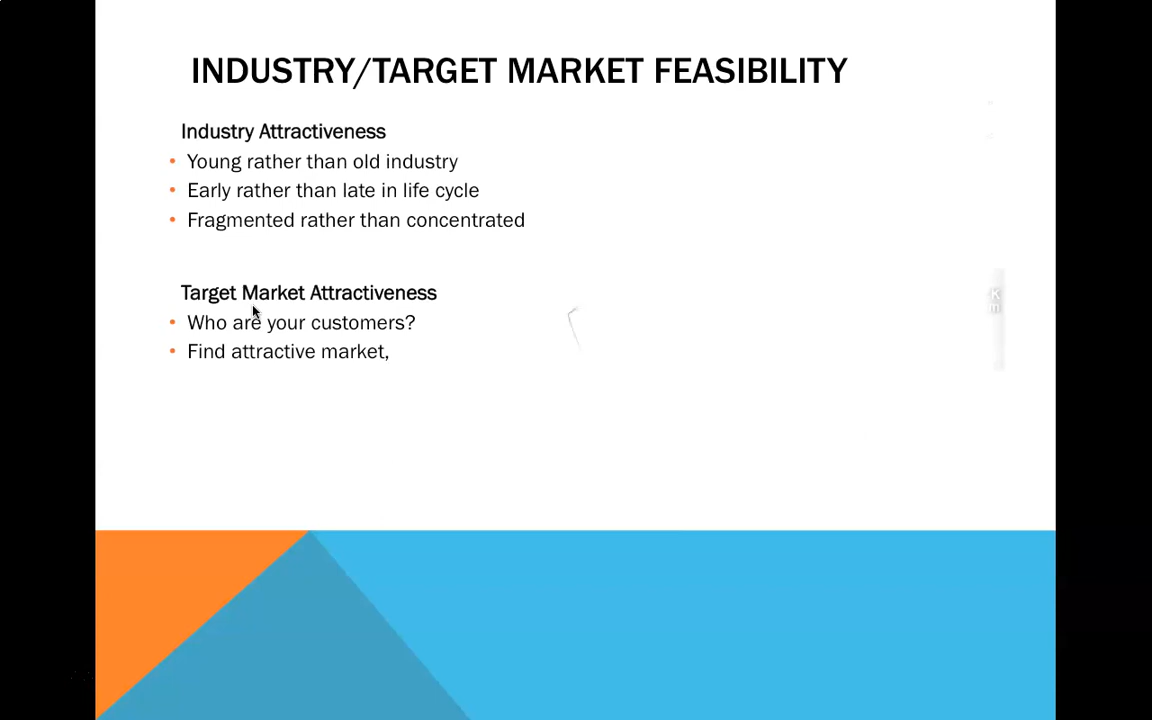 INDUSTRY/TARGET MARKET FEASIBILITY
Industry Attractiveness
• Young rather than old industry
• Early rather than late in life cycle
• Fragmented rather than concentrated
Target Market Attractiveness
• Who are your customers?
• Find attractive market,